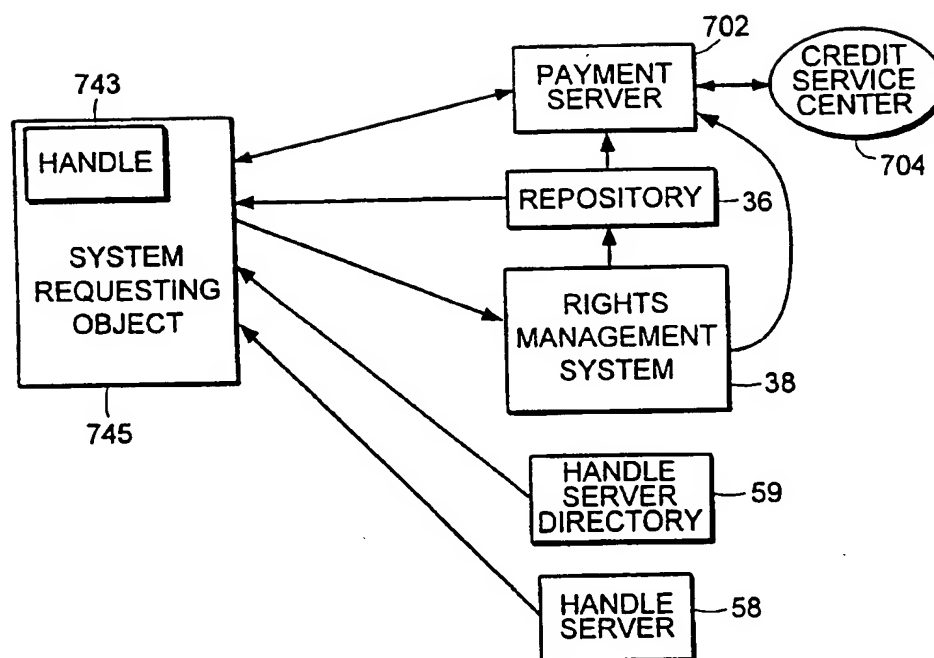 702
PAYMENT
SERVER
CREDIT
SERVICE
CENTER
704
743
HANDLE
SYSTEM
REQUESTING
OBJECT
745
REPOSITORY
36
RIGHTS
MANAGEMENT
SYSTEM
38
HANDLE
SERVER
DIRECTORY
59
HANDLE
SERVER
58